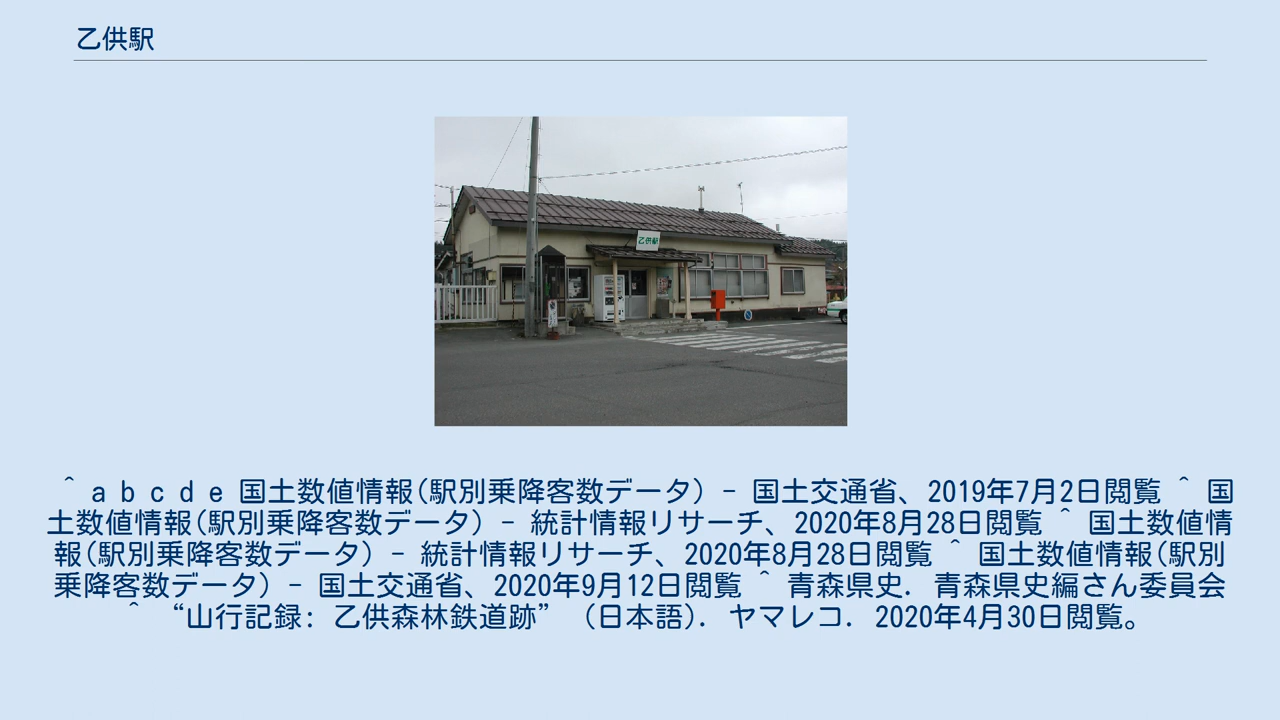 乙供駅
乙供駅
＾ a b c d e 国土数値情報(駅別乗降客数データ) - 国土交通省、2019年7月2日閲覧 ＾ 国
土数値情報(駅別乗降客数データ) - 統計情報リサーチ、2020年8月28日閲覧 ＾ 国土数値情
報(駅別乗降客数データ) - 統計情報リサーチ、2020年8月28日閲覧 ＾ 国土数値情報(駅別
乗降客数データ) - 国土交通省、2020年9月12日閲覧 ＾ 青森県史. 青森県史編さん委員会
＾ “山行記録: 乙供森林鉄道跡” (日本語). ヤマレコ. 2020年4月30日閲覧。